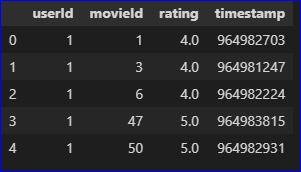 userId movieId rating timestamp
0 1 1 4.0 964982703
1 1 3 4.0 964981247
2 1 6 4.0 964982224
3 1 47 5.0 964983815
4 1 50 5.0 964982931